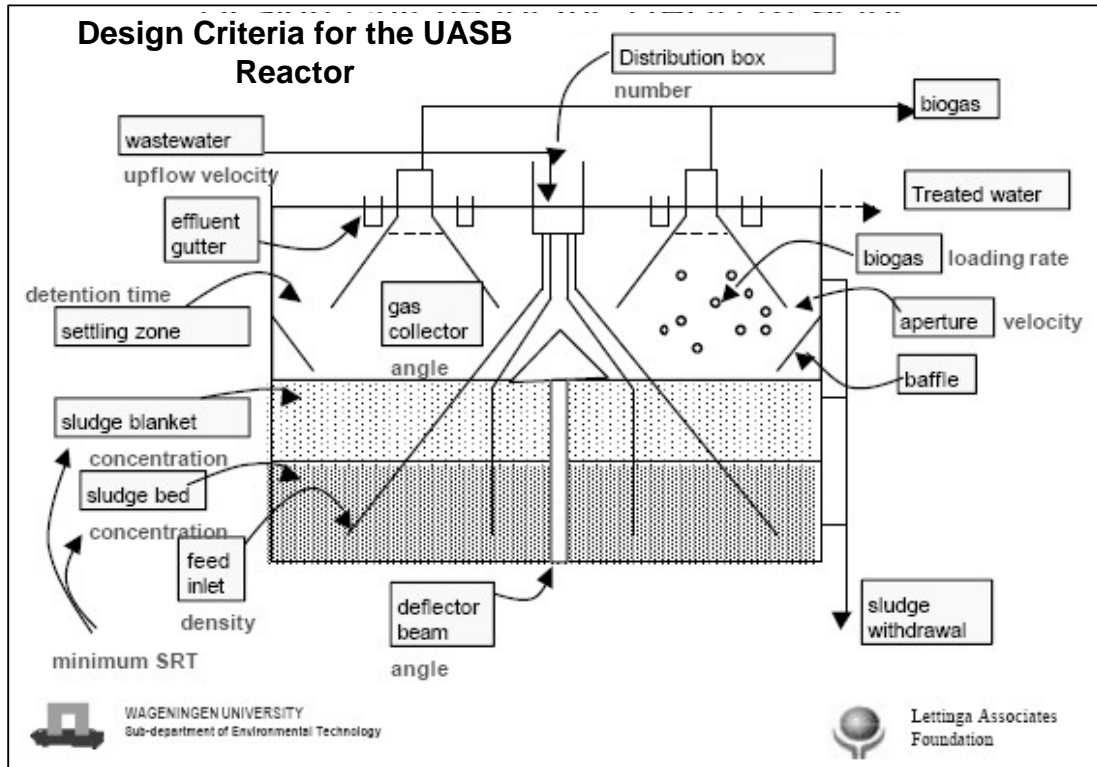 Design Criteria for the UASB
Reactor
Distribution box
number
biogas
wastewater
upflow velocity
Treated water
effluent
gutter
biogas
loading rate
detention time
settling zone
gas
collector
angle
aperture
velocity
baffle
sludge blanket
concentration
sludge bed
concentration
feed
inlet
density
deflector
beam
angle
sludge
withdrawal
minimum SRT
WAGENINGEN UNIVERSITY
Sub-department of Environmental Technology
Lettinga Associates
Foundation